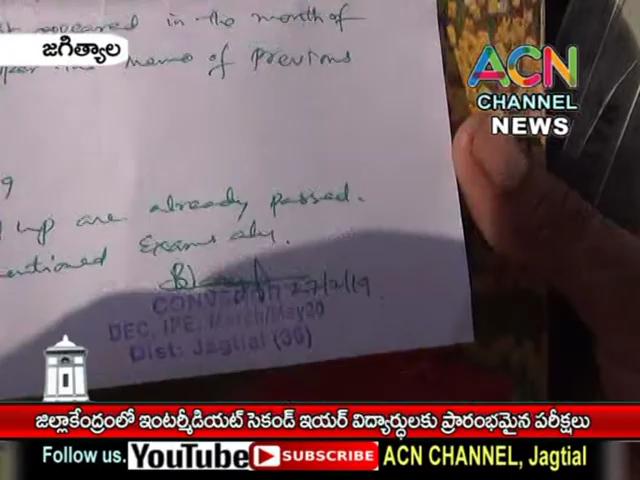 appeared in the month of
జగిత్యాల
memo of previous
ACN
CHANNEL
NEWS
9
up are already passed.
mentioned Exams only.
27/2/19
CONVENOR
DEC, IPE, March/May20
Dist: Jagtial (36)
జిల్లాకేంద్రంలో ఇంటర్మీడియట్ సెకండ్ ఇయర్ విద్యార్థులకు ప్రారంభమైన పరీక్షలు
Follow us. YouTube SUBSCRIBE ACN CHANNEL, Jagtial